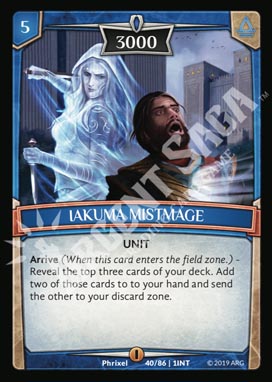 5
3000
IAKUMA MISTMAGE
UNIT
Arrive (When this card enters the field zone.) -
Reveal the top three cards of your deck. Add
two of those cards to to your hand and send
the other to your discard zone.
Phrixel 40/86 | 1INT © 2019 ARG
ARGENT SAGA